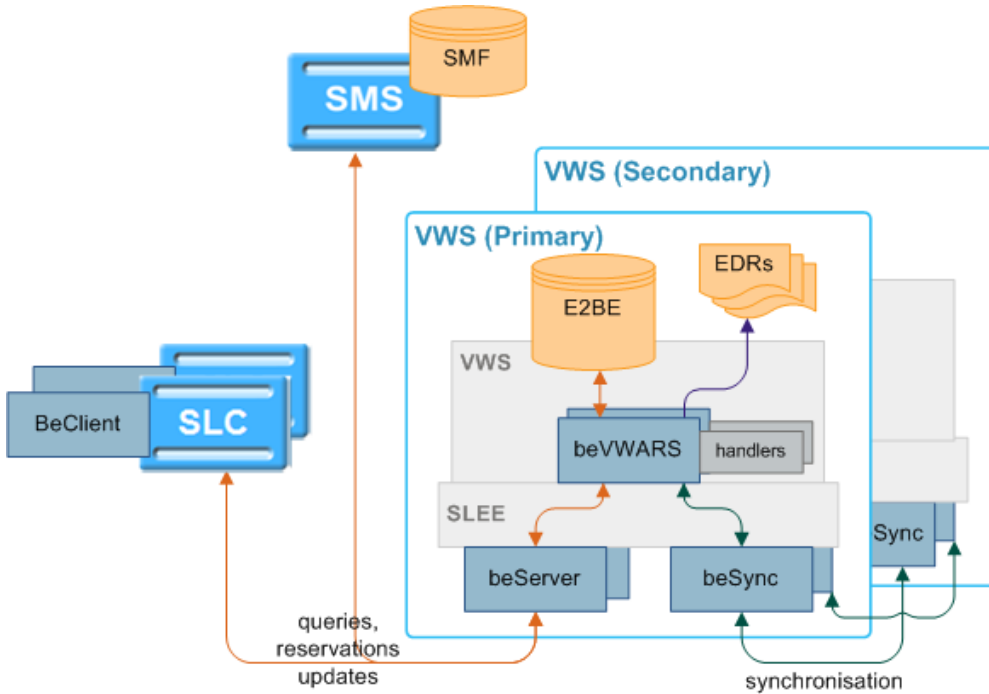 SMF
SMS
VWS (Secondary)
VWS (Primary)
EDRs
E2BE
VWS
BeClient
SLC
beVWARS
handlers
SLEE
Sync
beServer
beSync
queries,
reservations
updates
synchronisation